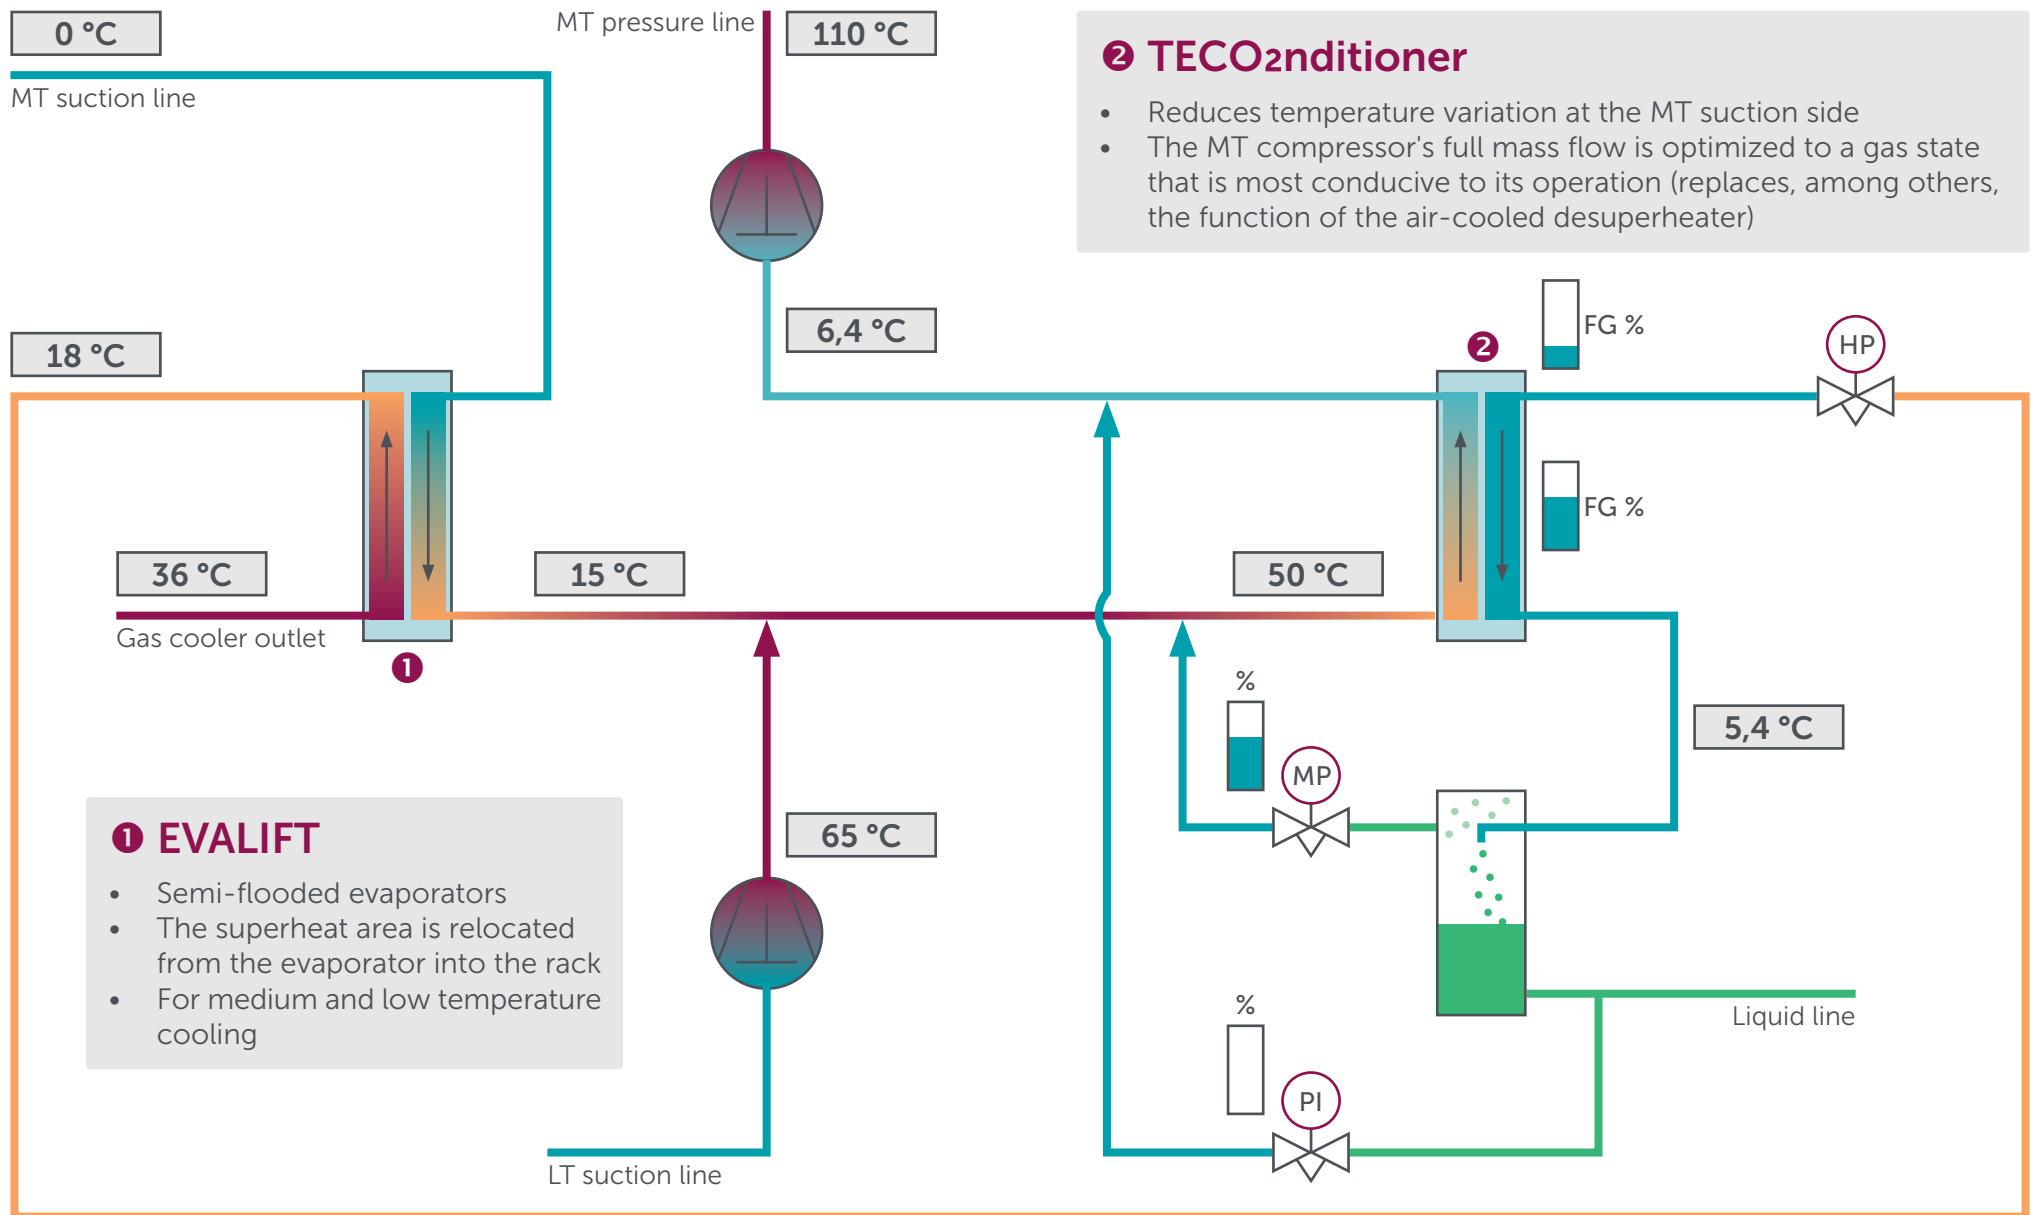 0 °C
MT suction line
MT pressure line
110 °C
❷ TECO2nditioner
• Reduces temperature variation at the MT suction side
• The MT compressor's full mass flow is optimized to a gas state
that is most conducive to its operation (replaces, among others,
the function of the air-cooled desuperheater)
18 °C
6,4 °C
❷
FG %
HP
FG %
36 °C
Gas cooler outlet
❶
15 °C
50 °C
%
MP
5,4 °C
❶ EVALIFT
• Semi-flooded evaporators
• The superheat area is relocated
from the evaporator into the rack
• For medium and low temperature
cooling
65 °C
LT suction line
%
PI
Liquid line